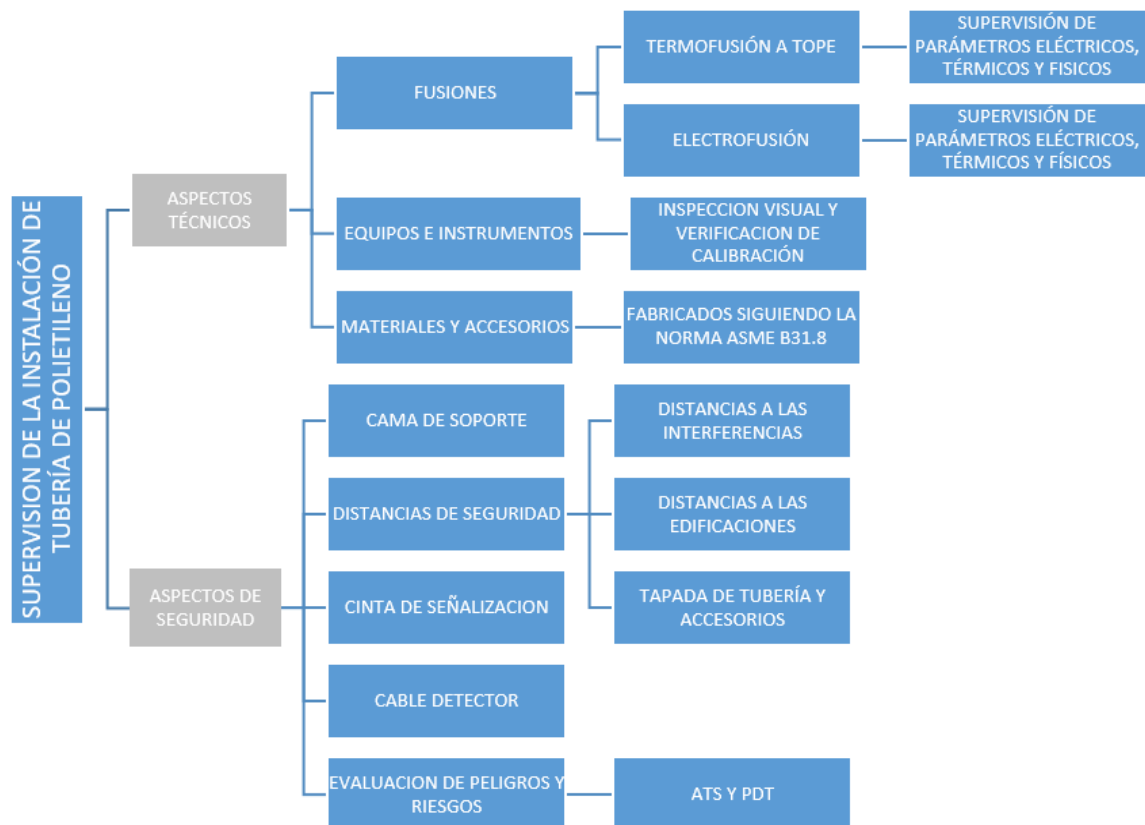 SUPERVISION DE LA INSTALACIÓN DE
TUBERÍA DE POLIETILENO
ASPECTOS
TÉCNICOS
FUSIONES
TERMOFUSIÓN A TOPE
SUPERVISIÓN DE
PARÁMETROS ELÉCTRICOS,
TÉRMICOS Y FISICOS
ELECTROFUSIÓN
SUPERVISIÓN DE
PARÁMETROS ELÉCTRICOS,
TÉRMICOS Y FÍSICOS
EQUIPOS E INSTRUMENTOS
INSPECCION VISUAL Y
VERIFICACION DE
CALIBRACIÓN
MATERIALES Y ACCESORIOS
FABRICADOS SIGUIENDO LA
NORMA ASME B31.8
ASPECTOS DE
SEGURIDAD
CAMA DE SOPORTE
DISTANCIAS DE SEGURIDAD
DISTANCIAS A LAS
INTERFERENCIAS
DISTANCIAS A LAS
EDIFICACIONES
TAPADA DE TUBERÍA Y
ACCESORIOS
CINTA DE SEÑALIZACION
CABLE DETECTOR
EVALUACION DE PELIGROS Y
RIESGOS
ATS Y PDT